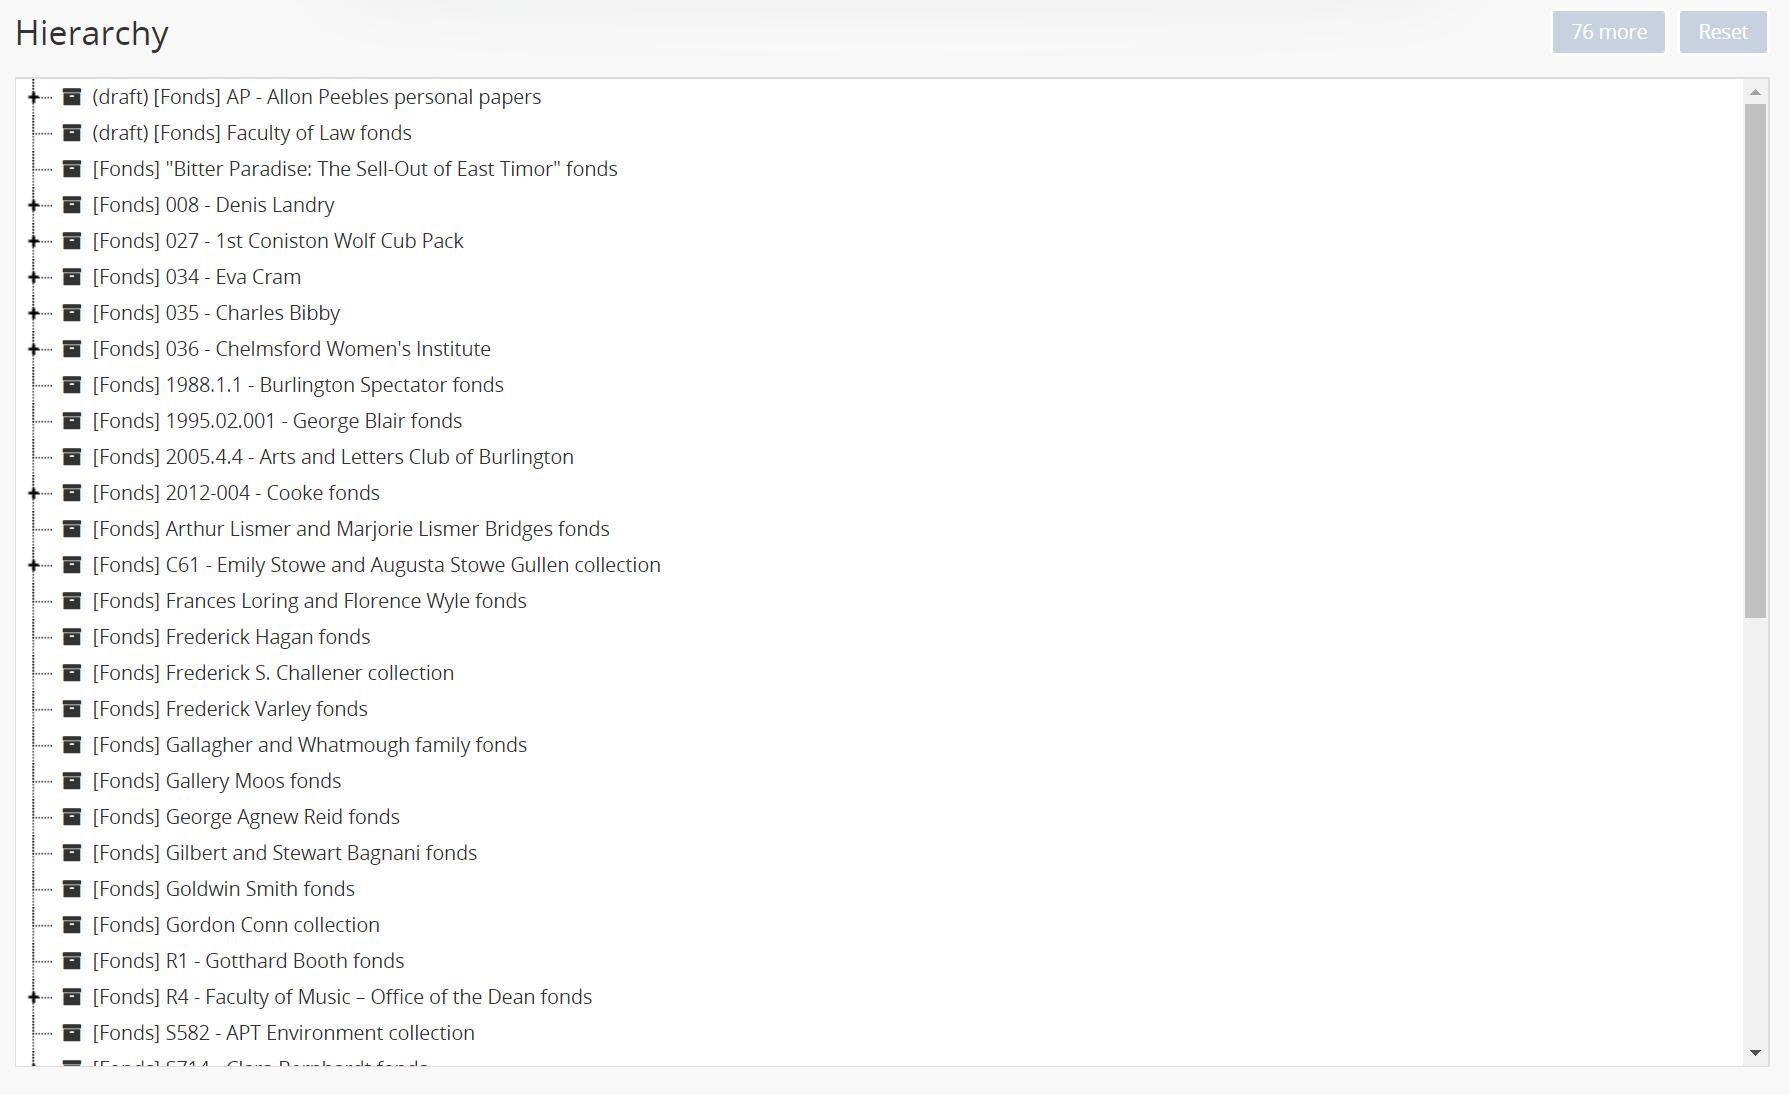 Hierarchy
76 more
Reset
(draft) [Fonds] AP - Allon Peebles personal papers
(draft) [Fonds] Faculty of Law fonds
[Fonds] "Bitter Paradise: The Sell-Out of East Timor" fonds
[Fonds] 008 - Denis Landry
[Fonds] 027 - 1st Coniston Wolf Cub Pack
[Fonds] 034 - Eva Cram
[Fonds] 035 - Charles Bibby
[Fonds] 036 - Chelmsford Women's Institute
[Fonds] 1988.1.1 - Burlington Spectator fonds
[Fonds] 1995.02.001 - George Blair fonds
[Fonds] 2005.4.4 - Arts and Letters Club of Burlington
[Fonds] 2012-004 - Cooke fonds
[Fonds] Arthur Lismer and Marjorie Lismer Bridges fonds
[Fonds] C61 - Emily Stowe and Augusta Stowe Gullen collection
[Fonds] Frances Loring and Florence Wyle fonds
[Fonds] Frederick Hagan fonds
[Fonds] Frederick S. Challener collection
[Fonds] Frederick Varley fonds
[Fonds] Gallagher and Whatmough family fonds
[Fonds] Gallery Moos fonds
[Fonds] George Agnew Reid fonds
[Fonds] Gilbert and Stewart Bagnani fonds
[Fonds] Goldwin Smith fonds
[Fonds] Gordon Conn collection
[Fonds] R1 - Gotthard Booth fonds
[Fonds] R4 - Faculty of Music – Office of the Dean fonds
[Fonds] S582 - APT Environment collection
[Fonds] S714 - Clara Bernhardt fonds